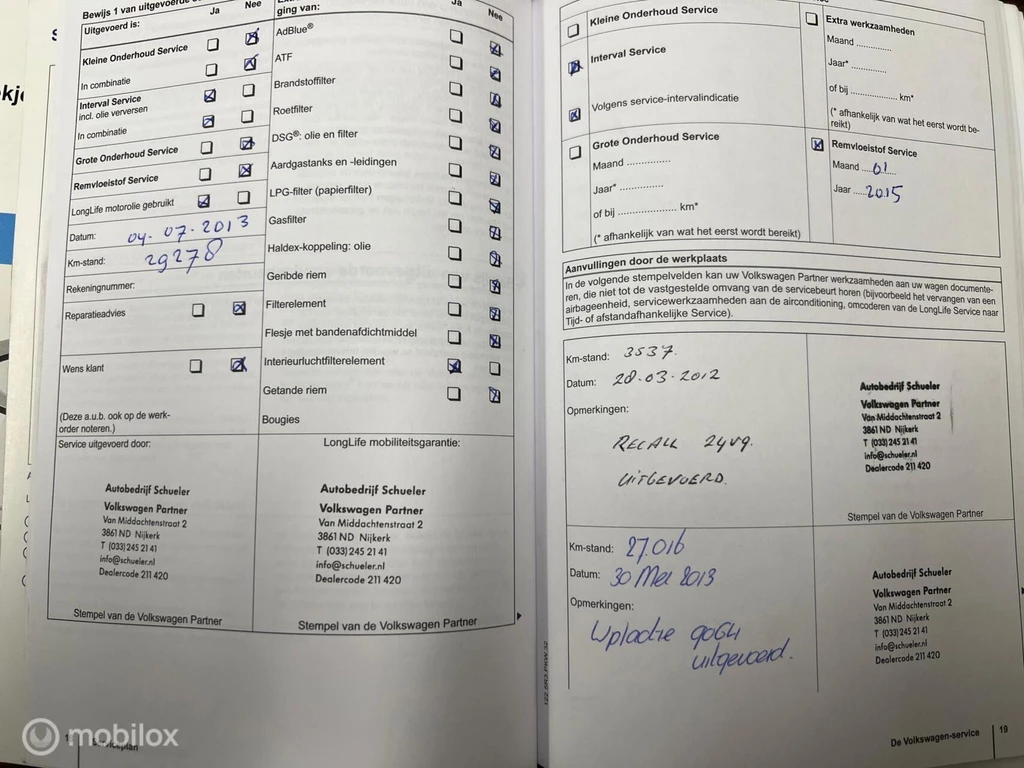 Bewijs 1 van uitgevoerde
Uitgevoerd is:
Ja Nee
Kleine Onderhoud Service
In combinatie
Interval Service
incl. olie verversen
In combinatie
Grote Onderhoud Service
Remvloeistof Service
LongLife motorolie gebruikt
Datum: 04-07-2013
Km-stand: 29278
Rekeningnummer:
Reparatieadvies
Wens klant
(Deze a.u.b. ook op de werk-
order noteren.)
ging van:
Ja Nee
AdBlue®
ATF
Brandstoffilter
Roetfilter
DSG®: olie en filter
Aardgastanks en -leidingen
LPG-filter (papierfilter)
Gasfilter
Haldex-koppeling: olie
Geribde riem
Filterelement
Flesje met bandenafdichtmiddel
Interieurluchtfilterelement
Getande riem
Bougies
Service uitgevoerd door:
Autobedrijf Schueler
Volkswagen Partner
Van Middachtenstraat 2
3861 ND Nijkerk
T (033) 245 21 41
info@schueler.nl
Dealercode 211 420
Stempel van de Volkswagen Partner
LongLife mobiliteitsgarantie:
Autobedrijf Schueler
Volkswagen Partner
Van Middachtenstraat 2
3861 ND Nijkerk
T (033) 245 21 41
info@schueler.nl
Dealercode 211 420
Stempel van de Volkswagen Partner
Kleine Onderhoud Service
Interval Service
Volgens service-intervalindicatie
Grote Onderhoud Service
Maand ..............
Jaar* ..............
of bij .................... km*
(* afhankelijk van wat het eerst wordt bereikt)
Extra werkzaamheden
Maand ..............
Jaar* ..............
of bij .................... km*
(* afhankelijk van wat het eerst wordt be-
reikt)
Remvloeistof Service
Maand ....01......
Jaar .....2015
Aanvullingen door de werkplaats
In de volgende stempelvelden kan uw Volkswagen Partner werkzaamheden aan uw wagen documente-
ren, die niet tot de vastgestelde omvang van de servicebeurt horen (bijvoorbeeld het vervangen van een
airbageenheid, servicewerkzaamheden aan de airconditioning, omcoderen van de LongLife Service naar
Tijd- of afstandafhankelijke Service).
Km-stand: 3537.
Datum: 28-03-2012
Opmerkingen:
RECALL 24vg.
UITGEVOERD.
Autobedrijf Schueler
Volkswagen Partner
Van Middachtenstraat 2
3861 ND Nijkerk
T (033) 245 21 41
info@schueler.nl
Dealercode 211 420
Stempel van de Volkswagen Partner
Km-stand: 27.016
Datum: 30 Mei 2013
Opmerkingen:
uitgevoerd.
Autobedrijf Schueler
Volkswagen Partner
Van Middachtenstraat 2
3861 ND Nijkerk
T (033) 245 21 41
info@schueler.nl
Dealercode 211 420
122.5R3.PKW.32
Serviceplan
De Volkswagen-service 19
mobilox